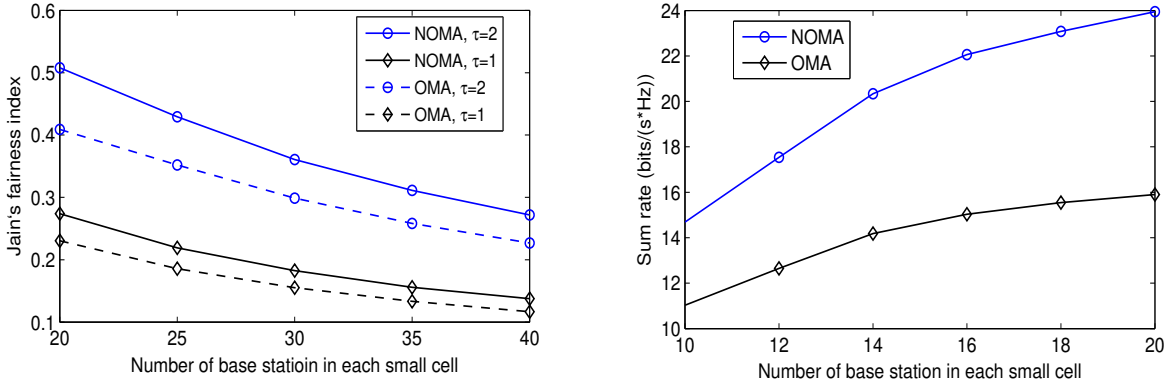 Jain's fairness index
0.6
0.5
0.4
0.3
0.2
0.1
20
25
30
35
40
Number of base statioin in each small cell
NOMA, τ=2
NOMA, τ=1
OMA, τ=2
OMA, τ=1
Sum rate (bits/(s*Hz))
24
22
20
18
16
14
12
10
10
12
14
16
18
20
Number of base station in each small cell
NOMA
OMA